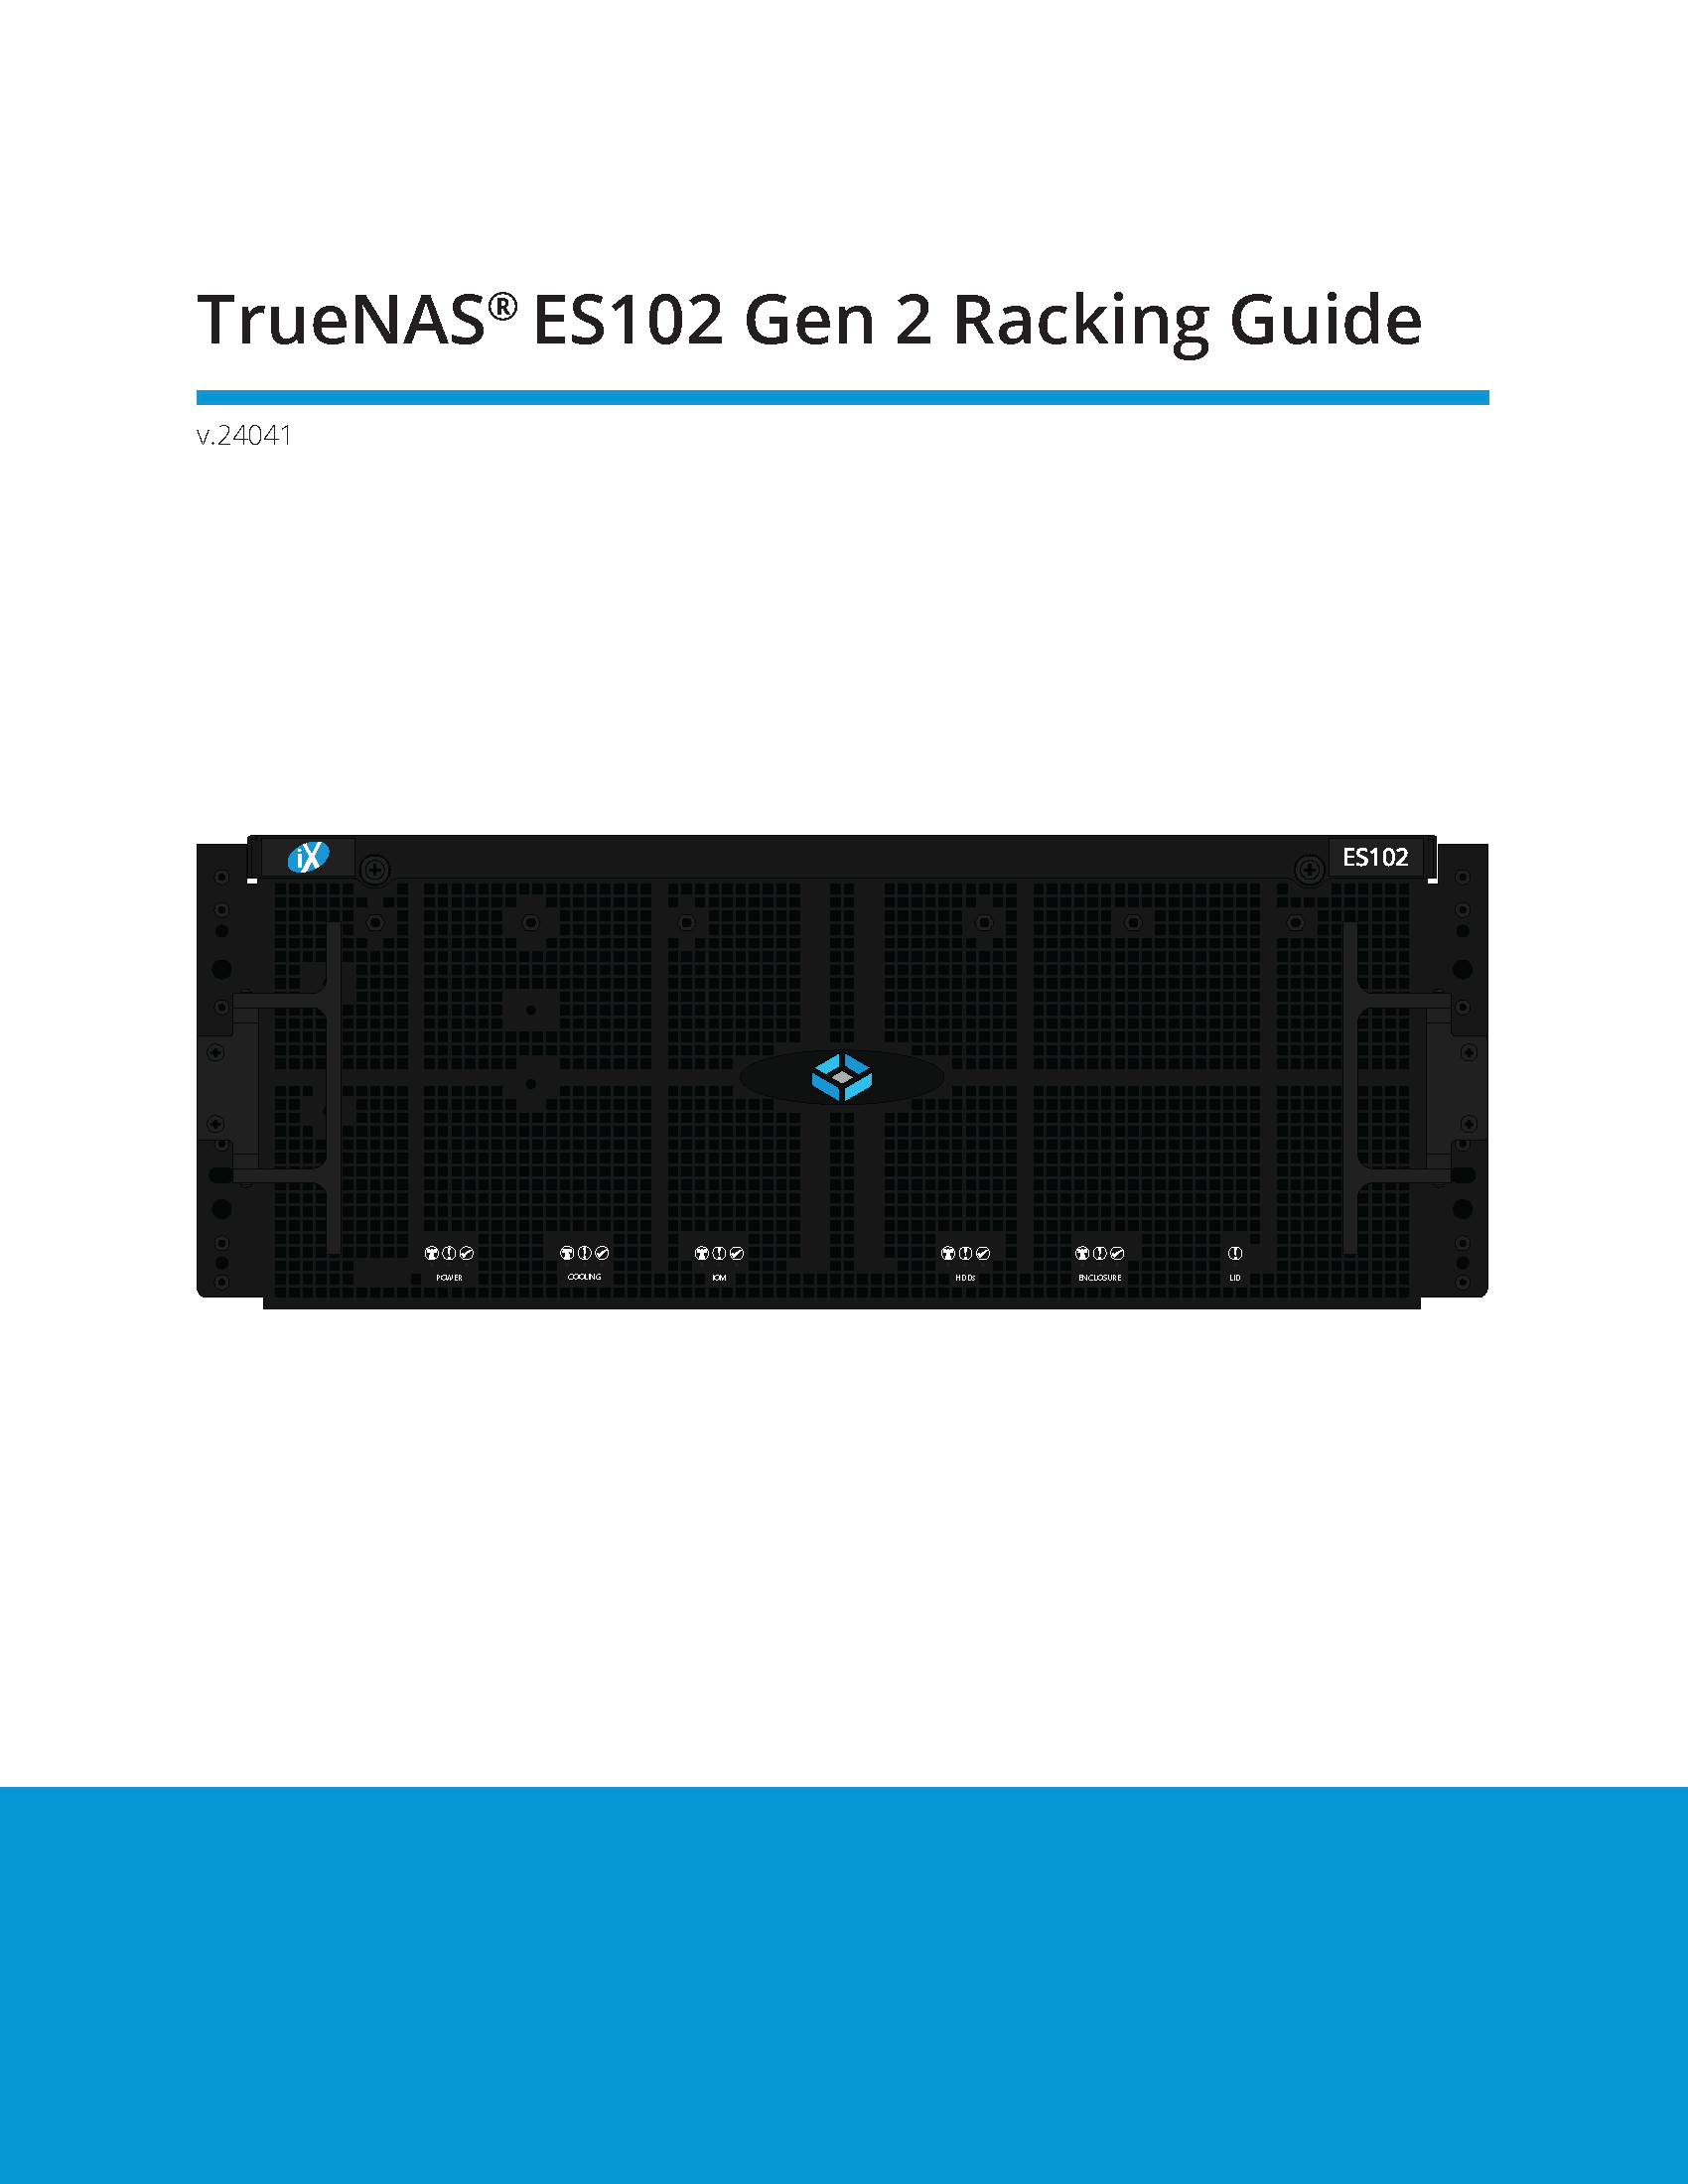 TrueNAS® ES102 Gen 2 Racking Guide
v.24041
iX
ES102
POWER
COOLING
IOM
HDDs
ENCLOSURE
LID